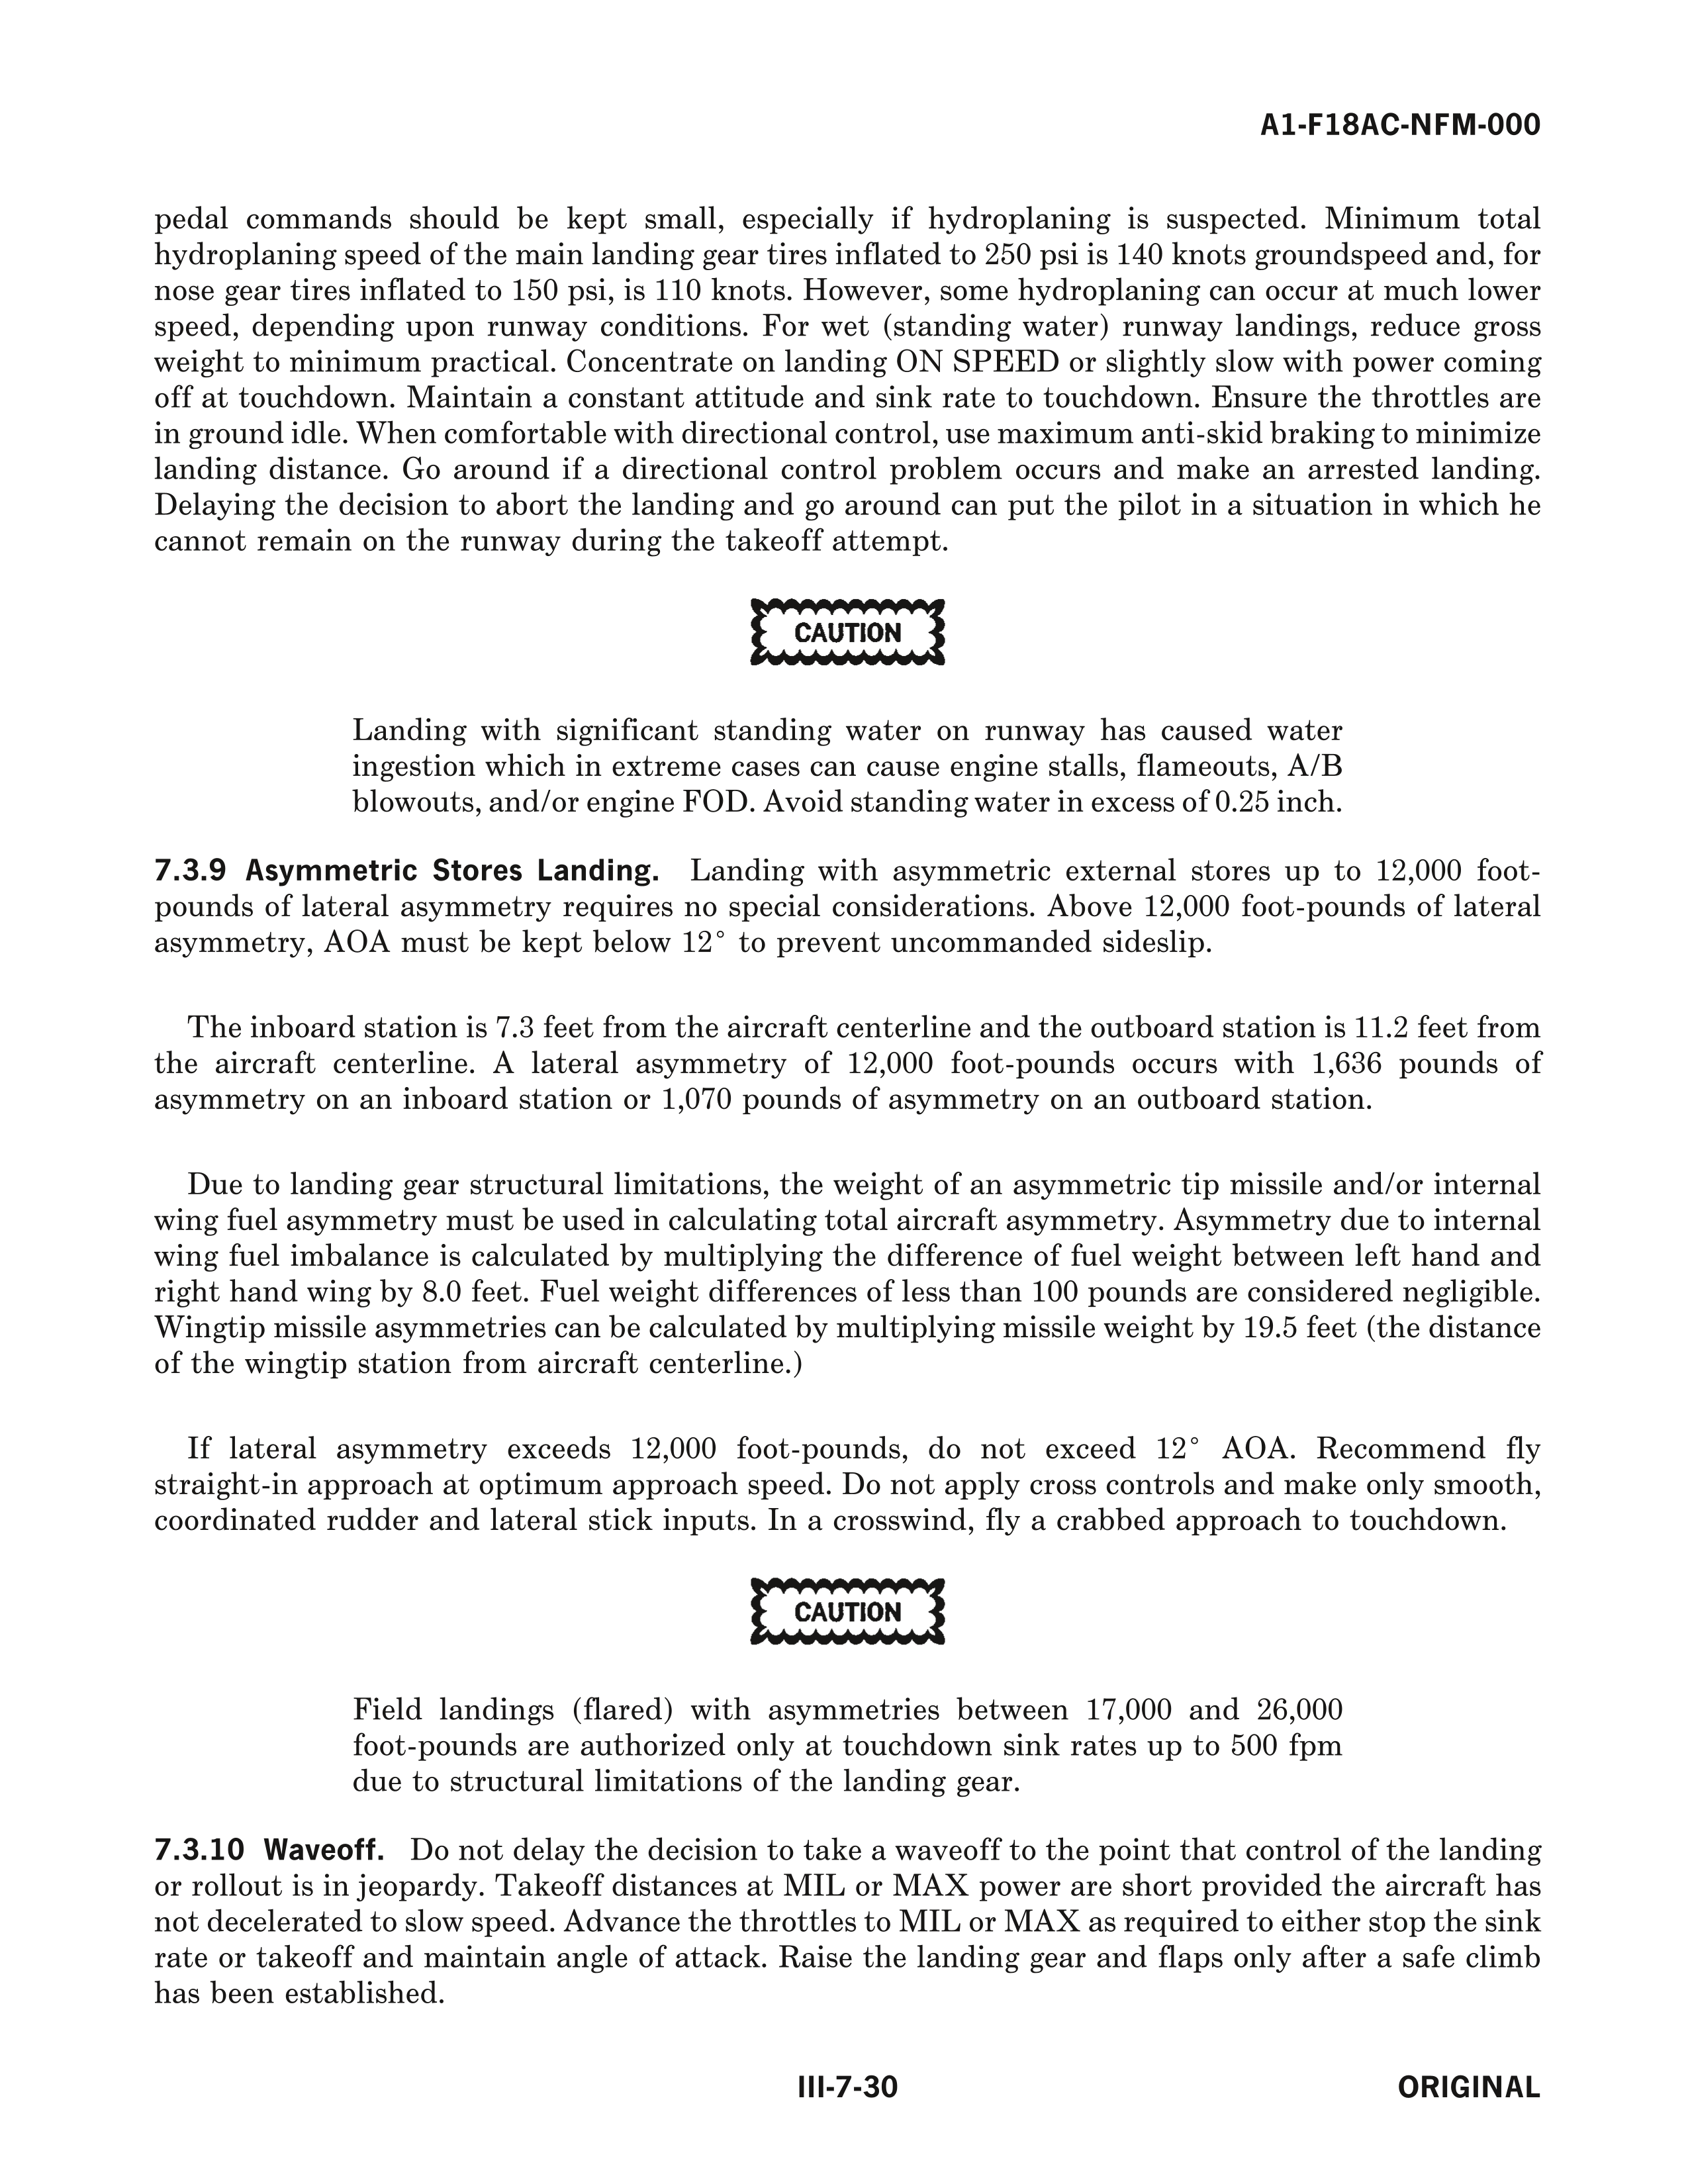 A1-F18AC-NFM-000
pedal commands should be kept small, especially if hydroplaning is suspected. Minimum total
hydroplaning speed of the main landing gear tires inflated to 250 psi is 140 knots groundspeed and, for
nose gear tires inflated to 150 psi, is 110 knots. However, some hydroplaning can occur at much lower
speed, depending upon runway conditions. For wet (standing water) runway landings, reduce gross
weight to minimum practical. Concentrate on landing ON SPEED or slightly slow with power coming
off at touchdown. Maintain a constant attitude and sink rate to touchdown. Ensure the throttles are
in ground idle. When comfortable with directional control, use maximum anti-skid braking to minimize
landing distance. Go around if a directional control problem occurs and make an arrested landing.
Delaying the decision to abort the landing and go around can put the pilot in a situation in which he
cannot remain on the runway during the takeoff attempt.
CAUTION
Landing with significant standing water on runway has caused water
ingestion which in extreme cases can cause engine stalls, flameouts, A/B
blowouts, and/or engine FOD. Avoid standing water in excess of 0.25 inch.
7.3.9 Asymmetric Stores Landing. Landing with asymmetric external stores up to 12,000 foot-
pounds of lateral asymmetry requires no special considerations. Above 12,000 foot-pounds of lateral
asymmetry, AOA must be kept below 12° to prevent uncommanded sideslip.
The inboard station is 7.3 feet from the aircraft centerline and the outboard station is 11.2 feet from
the aircraft centerline. A lateral asymmetry of 12,000 foot-pounds occurs with 1,636 pounds of
asymmetry on an inboard station or 1,070 pounds of asymmetry on an outboard station.
Due to landing gear structural limitations, the weight of an asymmetric tip missile and/or internal
wing fuel asymmetry must be used in calculating total aircraft asymmetry. Asymmetry due to internal
wing fuel imbalance is calculated by multiplying the difference of fuel weight between left hand and
right hand wing by 8.0 feet. Fuel weight differences of less than 100 pounds are considered negligible.
Wingtip missile asymmetries can be calculated by multiplying missile weight by 19.5 feet (the distance
of the wingtip station from aircraft centerline.)
If lateral asymmetry exceeds 12,000 foot-pounds, do not exceed 12° AOA. Recommend fly
straight-in approach at optimum approach speed. Do not apply cross controls and make only smooth,
coordinated rudder and lateral stick inputs. In a crosswind, fly a crabbed approach to touchdown.
CAUTION
Field landings (flared) with asymmetries between 17,000 and 26,000
foot-pounds are authorized only at touchdown sink rates up to 500 fpm
due to structural limitations of the landing gear.
7.3.10 Waveoff. Do not delay the decision to take a waveoff to the point that control of the landing
or rollout is in jeopardy. Takeoff distances at MIL or MAX power are short provided the aircraft has
not decelerated to slow speed. Advance the throttles to MIL or MAX as required to either stop the sink
rate or takeoff and maintain angle of attack. Raise the landing gear and flaps only after a safe climb
has been established.
III-7-30
ORIGINAL